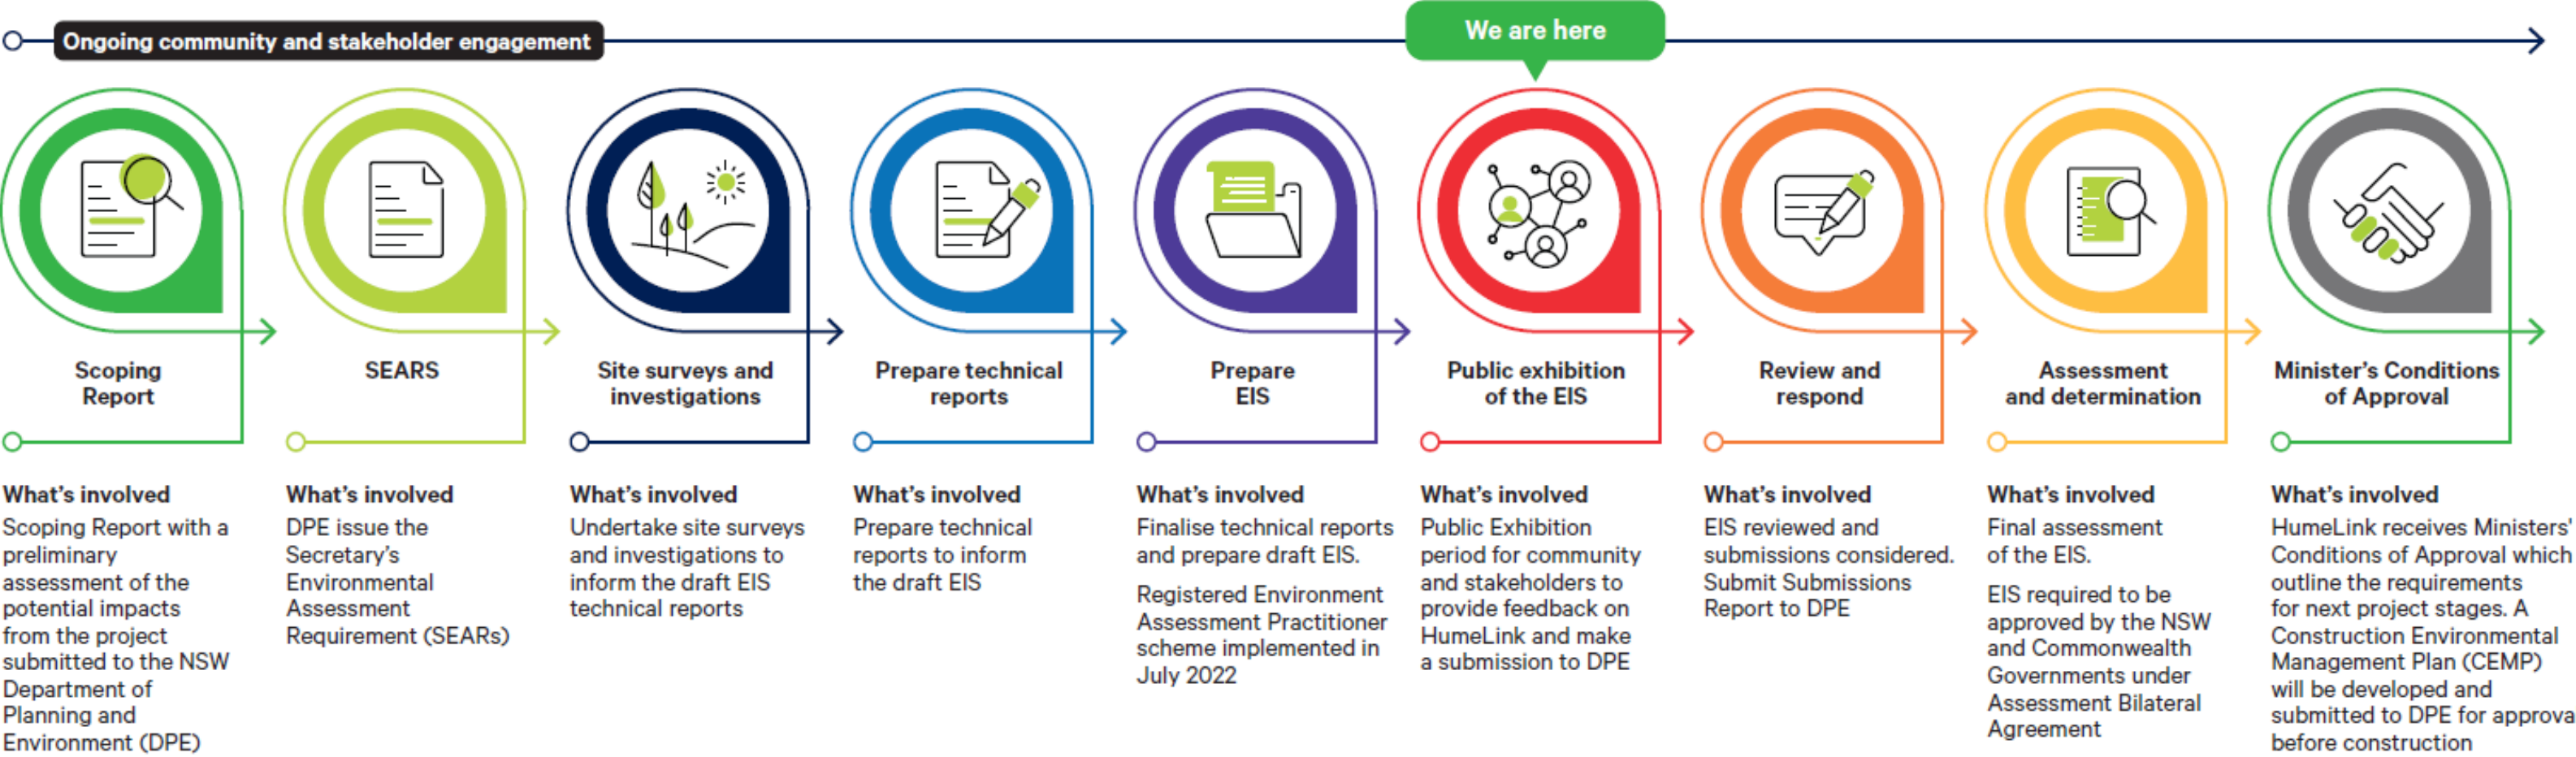 Ongoing community and stakeholder engagement
We are here
Scoping
Report
What's involved
Scoping Report with a
preliminary
assessment of the
potential impacts
from the project
submitted to the NSW
Department of
Planning and
Environment (DPE)
SEARS
What's involved
DPE issue the
Secretary's
Environmental
Assessment
Requirement (SEARs)
Site surveys and
investigations
What's involved
Undertake site surveys
and investigations to
inform the draft EIS
technical reports
Prepare technical
reports
What's involved
Prepare technical
reports to inform
the draft EIS
Prepare
EIS
What's involved
Finalise technical reports
and prepare draft EIS.
Registered Environment
Assessment Practitioner
scheme implemented in
July 2022
Public exhibition
of the EIS
What's involved
Public Exhibition
period for community
and stakeholders to
provide feedback on
HumeLink and make
a submission to DPE
Review and
respond
What's involved
EIS reviewed and
submissions considered.
Submit Submissions
Report to DPE
Assessment
and determination
What's involved
Final assessment
of the EIS.
EIS required to be
approved by the NSW
and Commonwealth
Governments under
Assessment Bilateral
Agreement
Minister's Conditions
of Approval
What's involved
HumeLink receives Ministers'
Conditions of Approval which
outline the requirements
for next project stages. A
Construction Environmental
Management Plan (CEMP)
will be developed and
submitted to DPE for approva
before construction